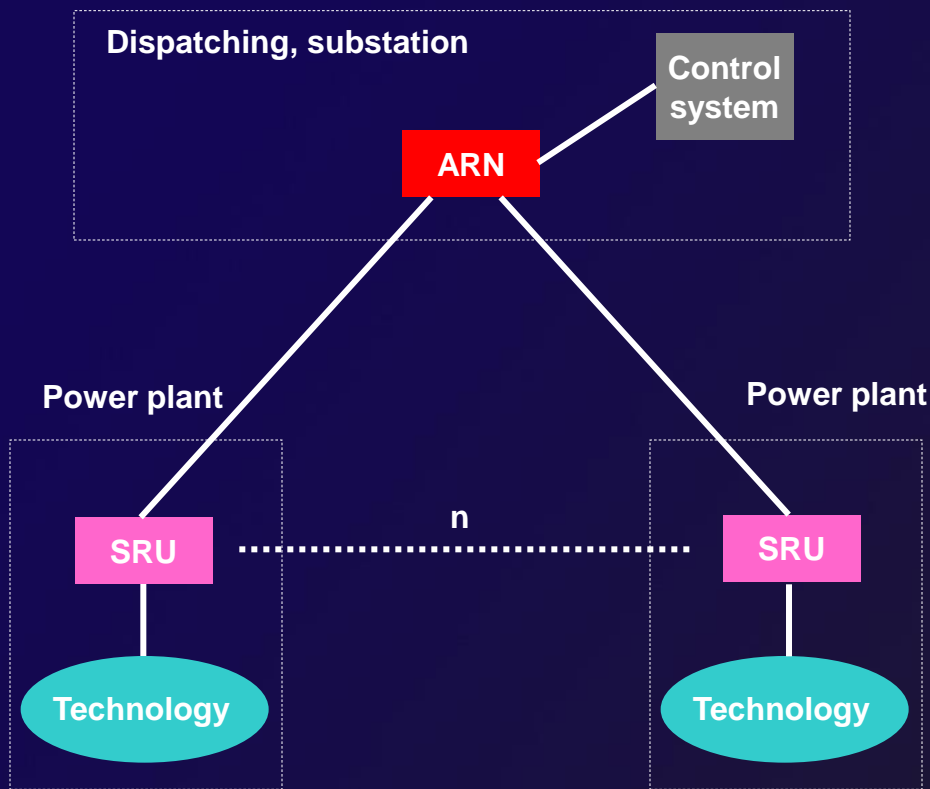 Dispatching, substation
Control
system
ARN
Power plant
Power plant
n
SRU
SRU
Technology
Technology